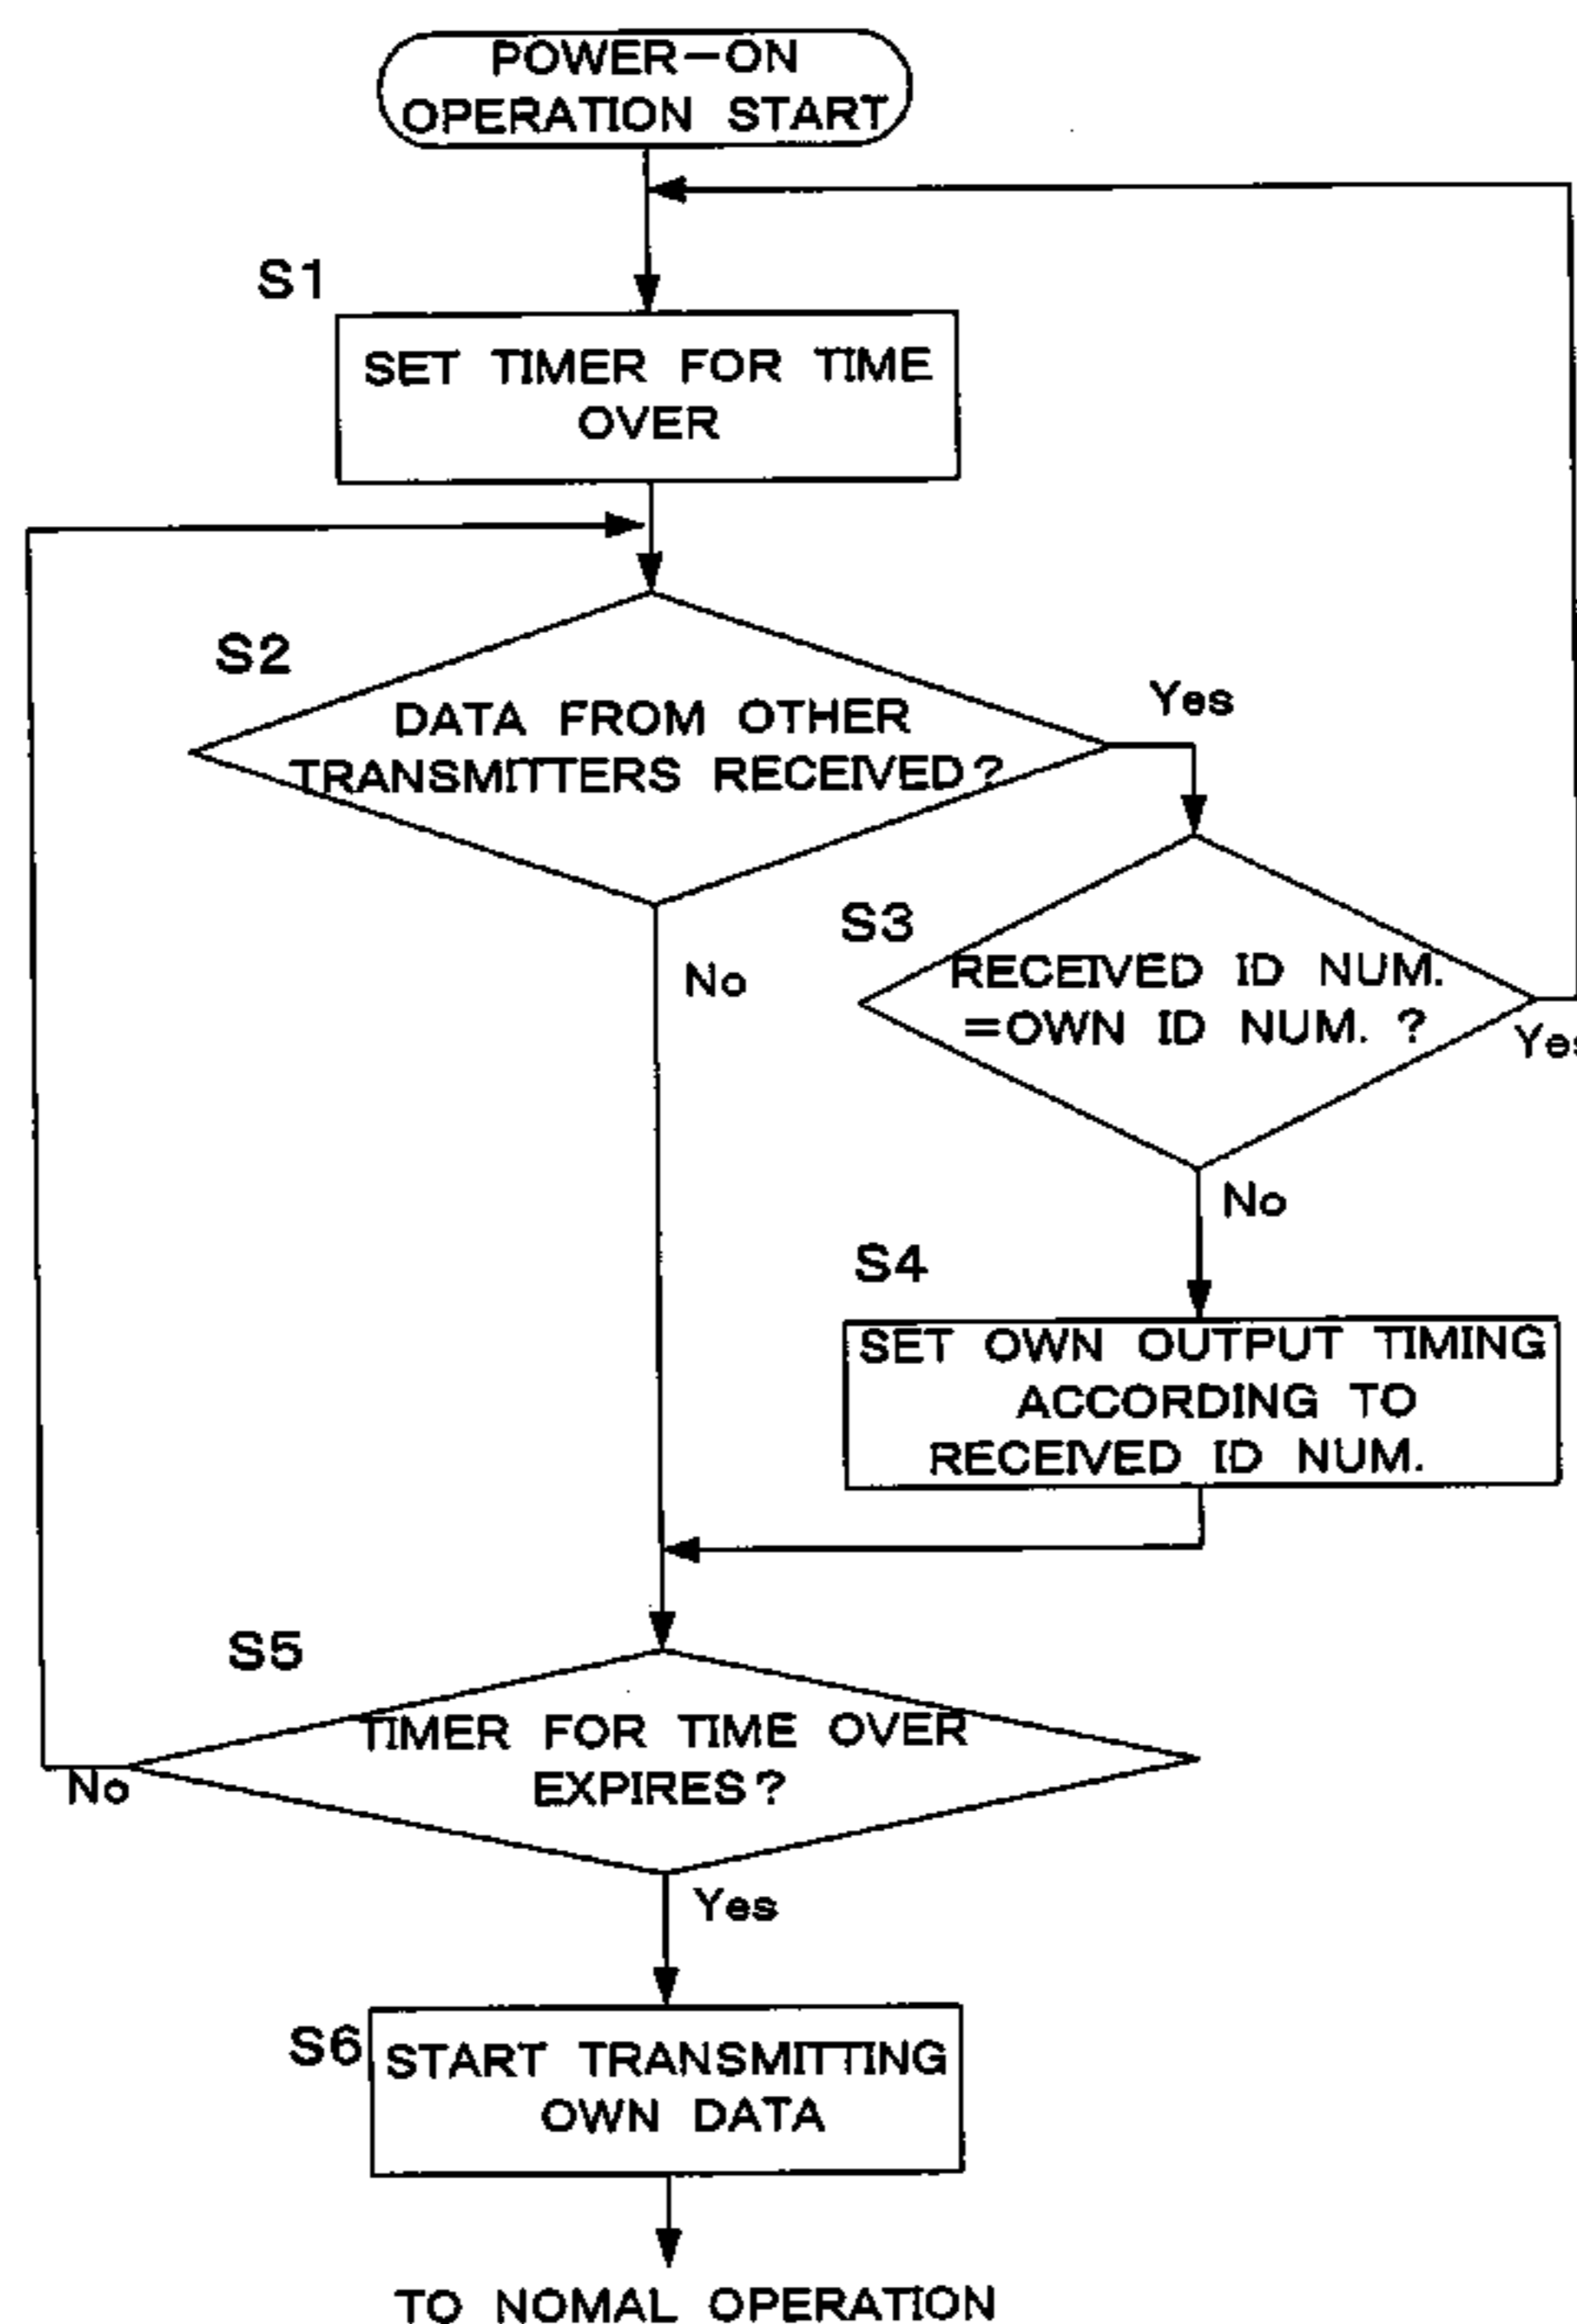 POWER-ON
OPERATION START
S1
SET TIMER FOR TIME
OVER
S2
DATA FROM OTHER
TRANSMITTERS RECEIVED?
Yes
No
S3
RECEIVED ID NUM.
=OWN ID NUM. ?
Yes
No
S4
SET OWN OUTPUT TIMING
ACCORDING TO
RECEIVED ID NUM.
S5
TIMER FOR TIME OVER
EXPIRES?
No
Yes
S6
START TRANSMITTING
OWN DATA
TO NOMAL OPERATION